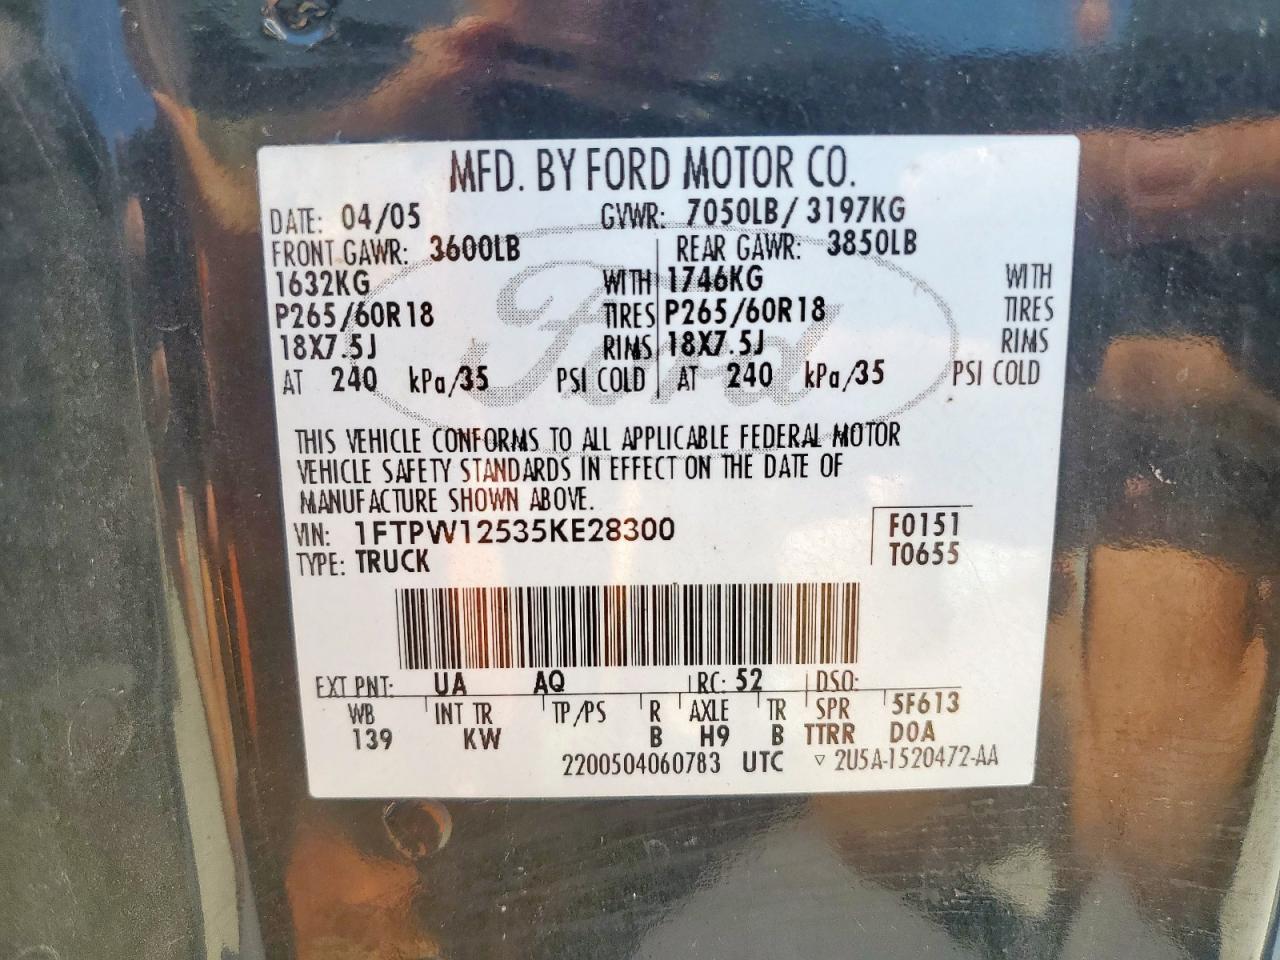 MFD. BY FORD MOTOR CO.
DATE: 04/05 GVWR: 7050LB/ 3197KG
FRONT GAWR: 3600LB REAR GAWR: 3850LB
1632KG WITH 1746KG WITH
P265/60R18 TIRES P265/60R18 TIRES
18X7.5J RIMS 18X7.5J RIMS
AT 240 kPa/35 PSI COLD AT 240 kPa/35 PSI COLD
Ford
THIS VEHICLE CONFORMS TO ALL APPLICABLE FEDERAL MOTOR
VEHICLE SAFETY STANDARDS IN EFFECT ON THE DATE OF
MANUFACTURE SHOWN ABOVE.
VIN: 1FTPW12535KE28300 F0151
TYPE: TRUCK T0655
EXT PNT: UA AQ RC: 52 DSO:
WB INT TR TP/PS R AXLE TR SPR 5F613
139 KW B H9 B TTRR DOA
2200504060783 UTC ▽ 2U5A-1520472-AA